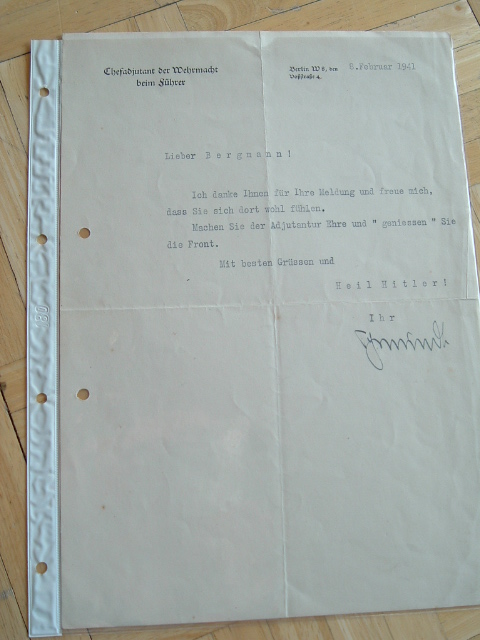 Chefadjutant der Wehrmacht
beim Führer
Berlin W 8, den 8. Februar 1941
Voßstraße 4.
Lieber Bergmann!
Ich danke Ihnen für Ihre Meldung und freue mich,
dass Sie sich dort wohl fühlen.
Machen Sie der Adjutantur Ehre und " geniessen " Sie
die Front.
Mit besten Grüssen und
Heil Hitler!
Ihr
Schmundt.